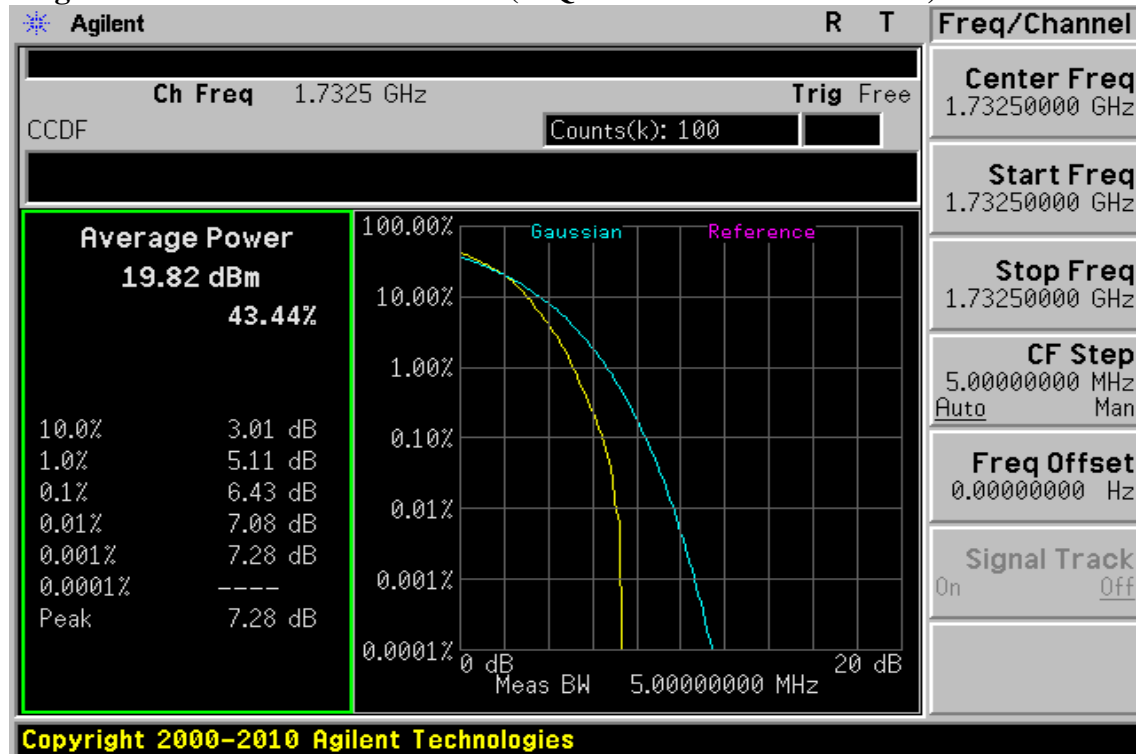 Agilent R T
Ch Freq 1.7325 GHz Trig Free
CCDF Counts(k): 100
Average Power
19.82 dBm
43.44%
10.0% 3.01 dB
1.0% 5.11 dB
0.1% 6.43 dB
0.01% 7.08 dB
0.001% 7.28 dB
0.0001% ----
Peak 7.28 dB
Gaussian Reference
100.00%
10.00%
1.00%
0.10%
0.01%
0.001%
0.0001%
0 dB 20 dB
Meas BW 5.00000000 MHz
Freq/Channel
Center Freq
1.73250000 GHz
Start Freq
1.73250000 GHz
Stop Freq
1.73250000 GHz
CF Step
5.00000000 MHz
Auto Man
Freq Offset
0.00000000 Hz
Signal Track
On Off
Copyright 2000-2010 Agilent Technologies